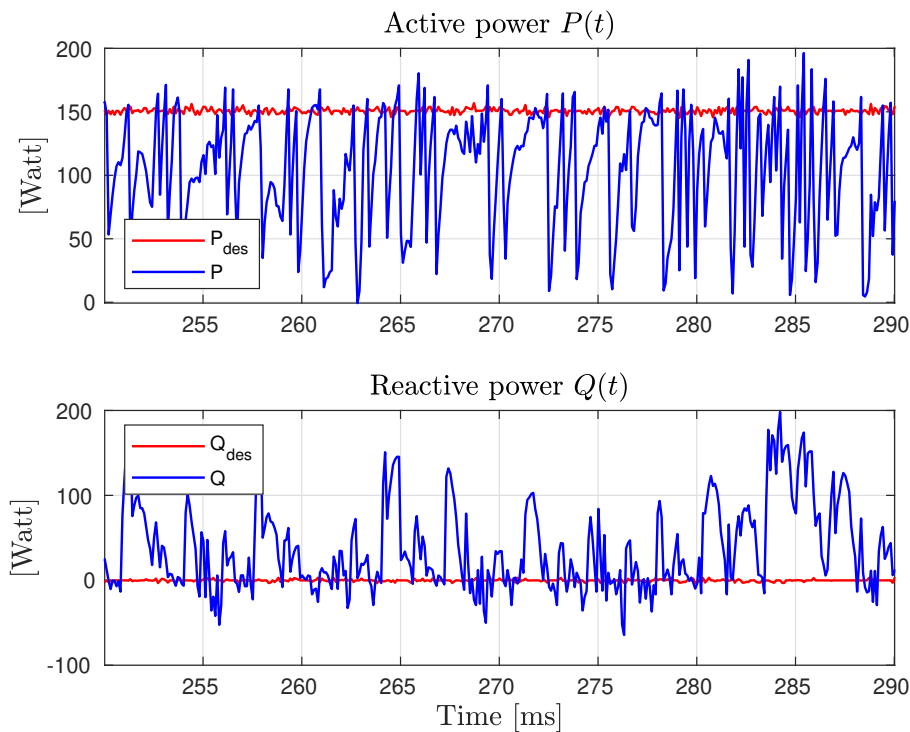 Active power P(t)
[Watt]
200
150
100
50
0
P_des
P
255 260 265 270 275 280 285 290
Reactive power Q(t)
[Watt]
200
100
0
-100
Q_des
Q
255 260 265 270 275 280 285 290
Time [ms]